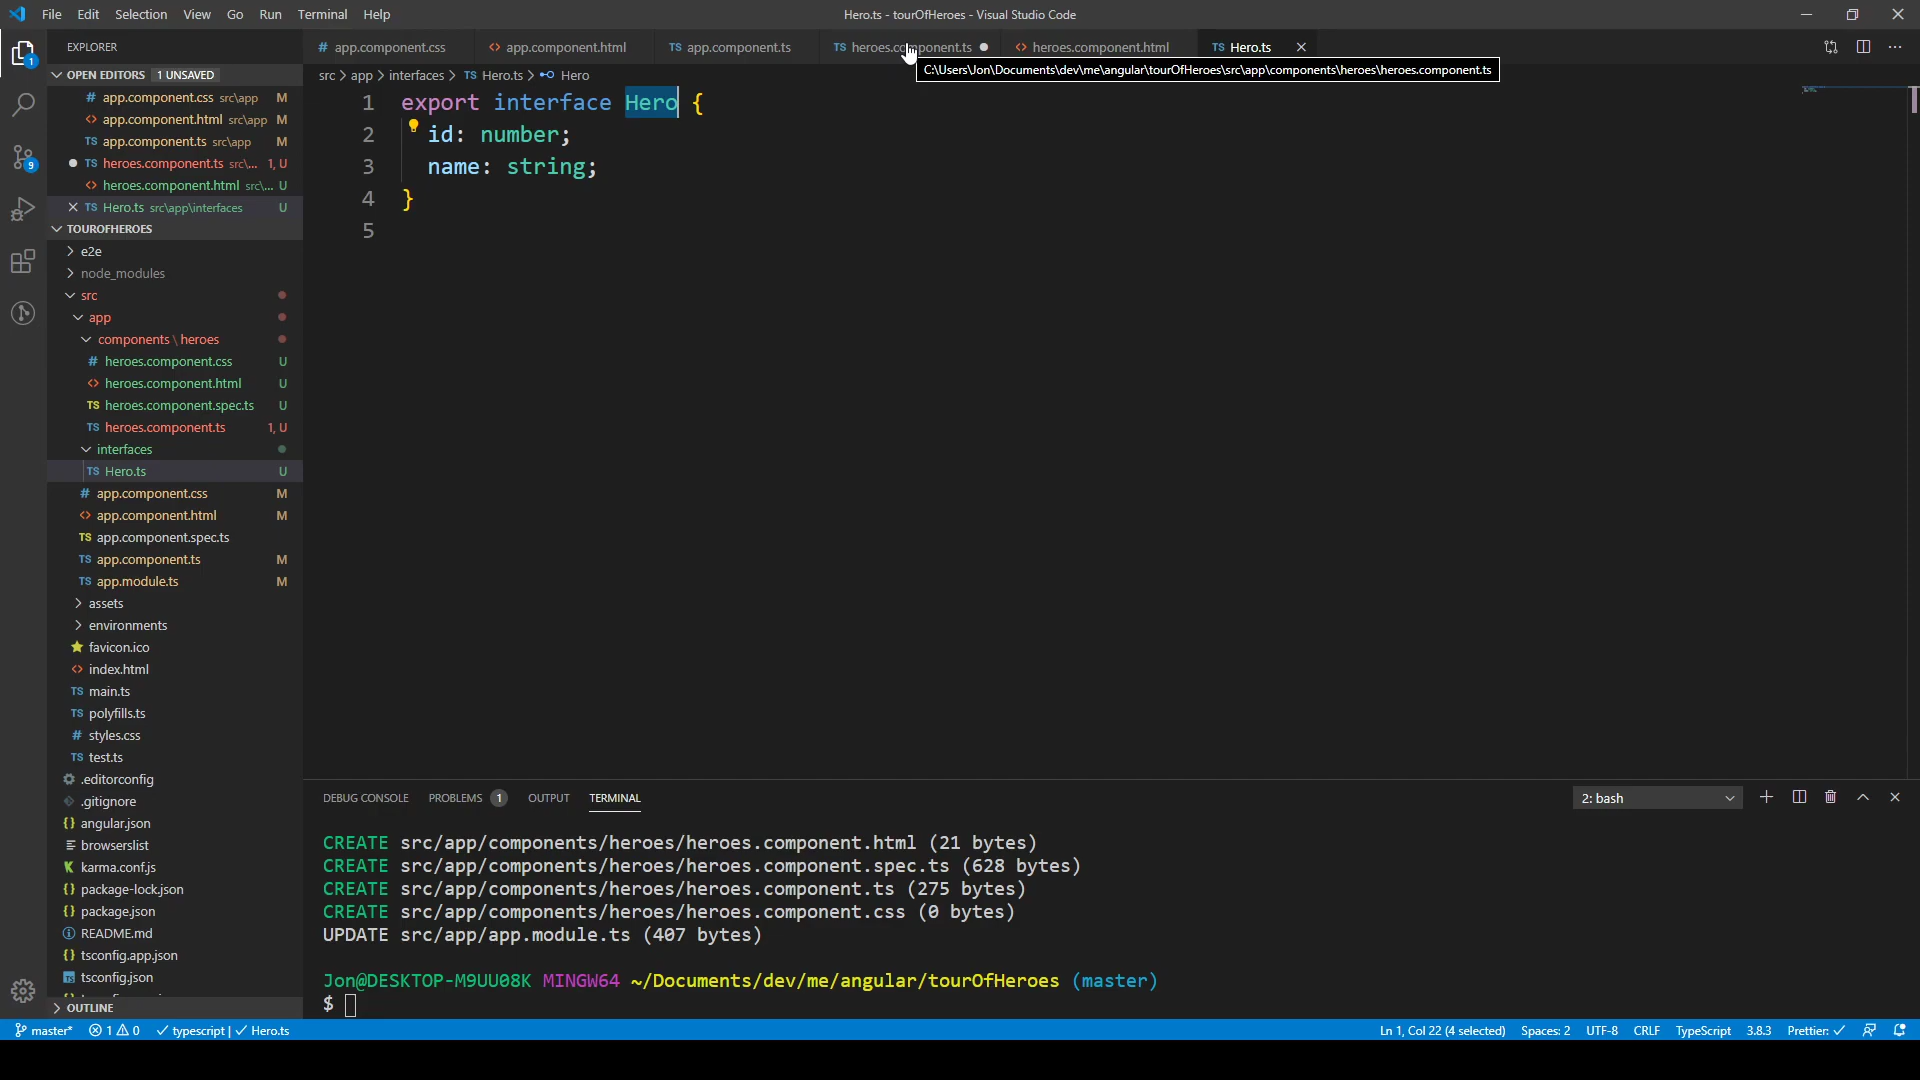 File Edit Selection View Go Run Terminal Help
Hero.ts - tourOfHeroes - Visual Studio Code
EXPLORER
OPEN EDITORS 1 UNSAVED
# app.component.css src\app M
<> app.component.html src\app M
TS app.component.ts src\app M
TS heroes.component.ts src\... 1, U
<> heroes.component.html src\... U
TS Hero.ts src\app\interfaces U
TOUROFHEROES
e2e
node_modules
src
app
components \ heroes
# heroes.component.css U
<> heroes.component.html U
TS heroes.component.spec.ts U
TS heroes.component.ts 1, U
interfaces
TS Hero.ts U
# app.component.css M
<> app.component.html M
TS app.component.spec.ts
TS app.component.ts M
TS app.module.ts M
assets
environments
favicon.ico
<> index.html
TS main.ts
TS polyfills.ts
# styles.css
TS test.ts
.editorconfig
.gitignore
{} angular.json
browserslist
karma.conf.js
{} package-lock.json
{} package.json
README.md
{} tsconfig.app.json
tsconfig.json
OUTLINE
1
9
# app.component.css <> app.component.html TS app.component.ts TS heroes.component.ts <> heroes.component.html TS Hero.ts
C:\Users\Jon\Documents\dev\me\angular\tourOfHeroes\src\app\components\heroes\heroes.component.ts
src > app > interfaces > TS Hero.ts > Hero
1 export interface Hero {
2 id: number;
3 name: string;
4 }
5
DEBUG CONSOLE PROBLEMS 1 OUTPUT TERMINAL
2: bash
CREATE src/app/components/heroes/heroes.component.html (21 bytes)
CREATE src/app/components/heroes/heroes.component.spec.ts (628 bytes)
CREATE src/app/components/heroes/heroes.component.ts (275 bytes)
CREATE src/app/components/heroes/heroes.component.css (0 bytes)
UPDATE src/app/app.module.ts (407 bytes)
Jon@DESKTOP-M9UU08K MINGW64 ~/Documents/dev/me/angular/tourOfHeroes (master)
$
master* 1 0 typescript | Hero.ts
Ln 1, Col 22 (4 selected) Spaces: 2 UTF-8 CRLF TypeScript 3.8.3 Prettier: